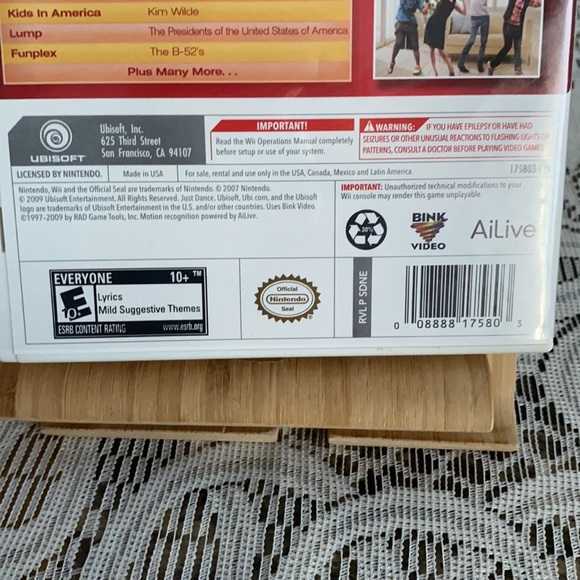 Kids In America Kim Wilde
Lump The Presidents of the United States of America
Funplex The B-52's
Plus Many More. . .
UBISOFT
Ubisoft, Inc.
625 Third Street
San Francisco, CA 94107
IMPORTANT!
Read the Wii Operations Manual completely
before setup or use of your system.
WARNING: IF YOU HAVE EPILEPSY OR HAVE HAD
SEIZURES OR OTHER UNUSUAL REACTIONS TO FLASHING LIGHTS OR
PATTERNS, CONSULT A DOCTOR BEFORE PLAYING VIDEO GAMES
LICENSED BY NINTENDO. Made in USA For sale, rental and use only in the USA, Canada, Mexico and Latin America. 175803
Nintendo, Wii and the Official Seal are trademarks of Nintendo. © 2007 Nintendo.
© 2009 Ubisoft Entertainment. All Rights Reserved. Just Dance, Ubisoft, Ubi.com, and the Ubisoft
logo are trademarks of Ubisoft Entertainment in the U.S. and/or other countries. Uses Bink Video.
©1997-2009 by RAD Game Tools, Inc. Motion recognition powered by AiLive.
IMPORTANT: Unauthorized technical modifications to your
Wii console may render this game unplayable.
30%
BINK
VIDEO
AiLive
EVERYONE 10+ ™
E
10+
Lyrics
Mild Suggestive Themes
ESRB CONTENT RATING www.esrb.org
Official
Nintendo
Seal
RVL P SDNE
0 08888 17580 3